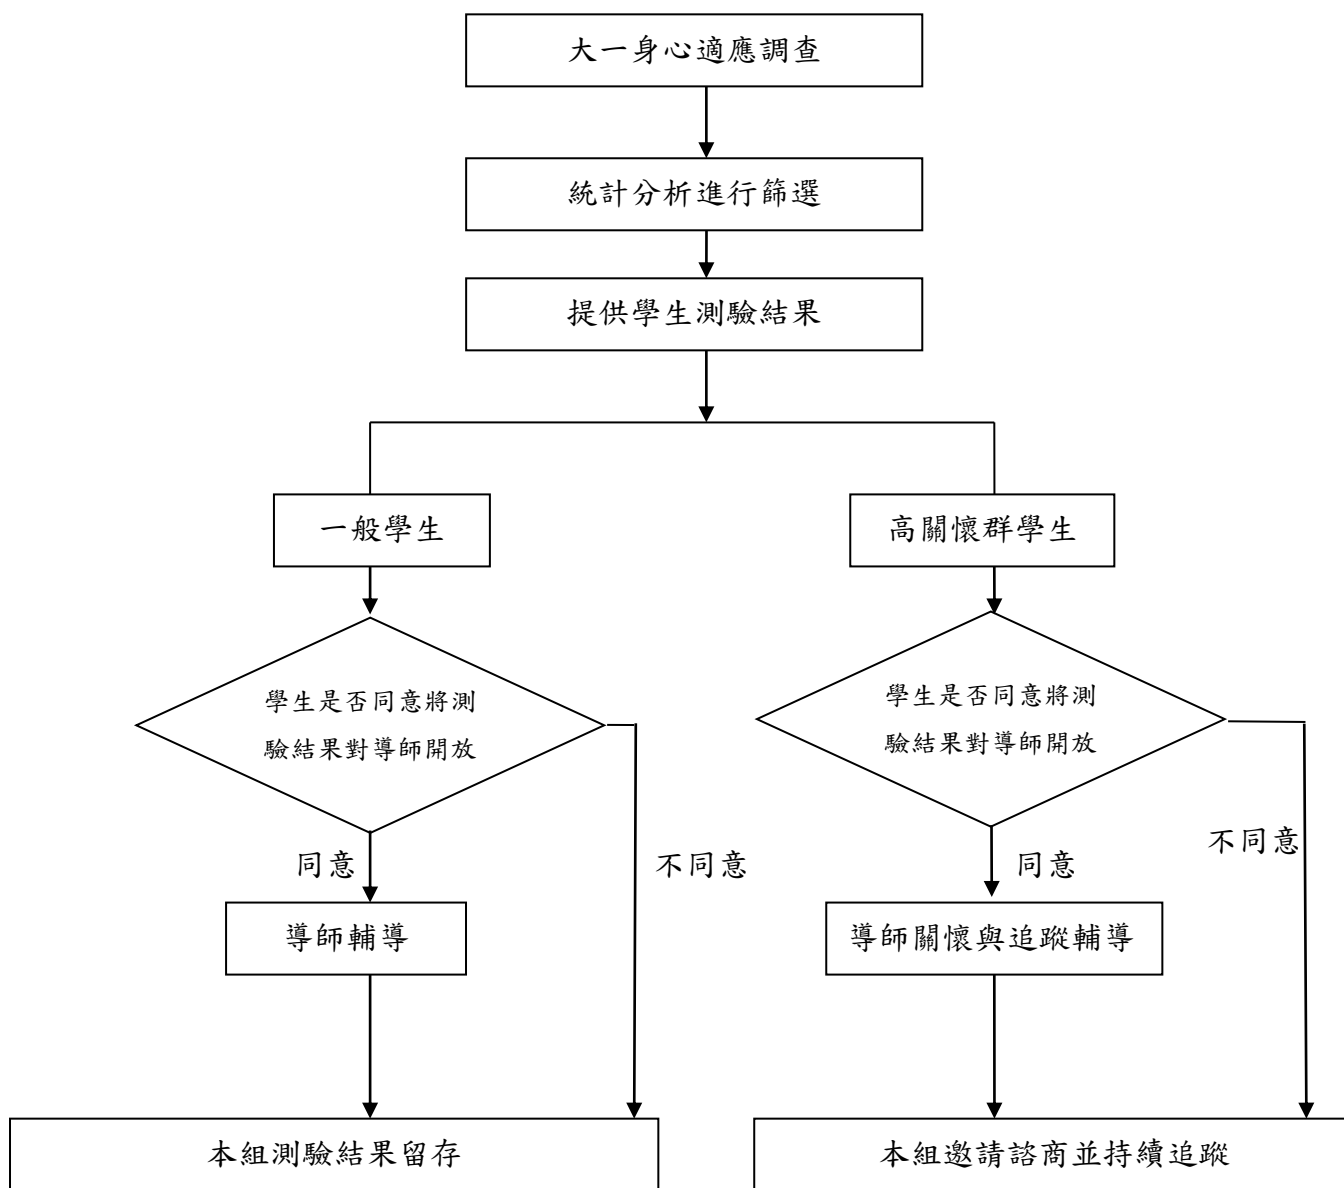 大一身心適應調查
統計分析進行篩選
提供學生測驗結果
一般學生
高關懷群學生
學生是否同意將測
驗結果對導師開放
學生是否同意將測
驗結果對導師開放
同意
不同意
同意
不同意
導師輔導
導師關懷與追蹤輔導
本組測驗結果留存
本組邀請諮商並持續追蹤